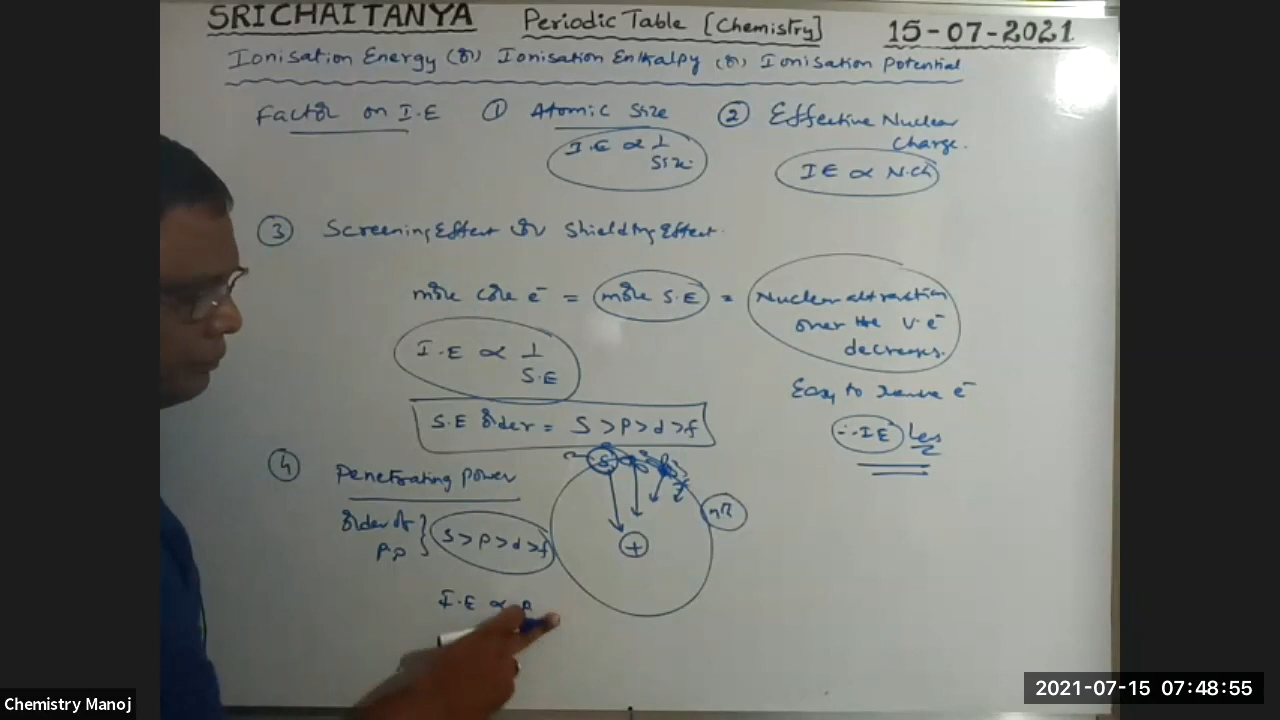 SRICHAITANYA Periodic Table [Chemistry] 15-07-2021
Ionisation Energy (or) Ionisation Enthalpy (or) Ionisation Potential
Factor on I.E ① Atomic Size ② Effective Nuclear
Charge.
I.E ∝ 1
Size
IE ∝ N.Ch
③ Screening Effect or Shielding Effect.
more core e⁻ = more S.E = Nuclear attraction
over the V.e⁻
decreases.
I.E ∝ 1
S.E
Easy to remove e⁻
∴ IE Less
S.E order = S > P > d > f
④ Penetrating Power
order of
P.P } S > P > d > f
S
nR
+
I.E ∝ P
Chemistry Manoj
2021-07-15 07:48:55